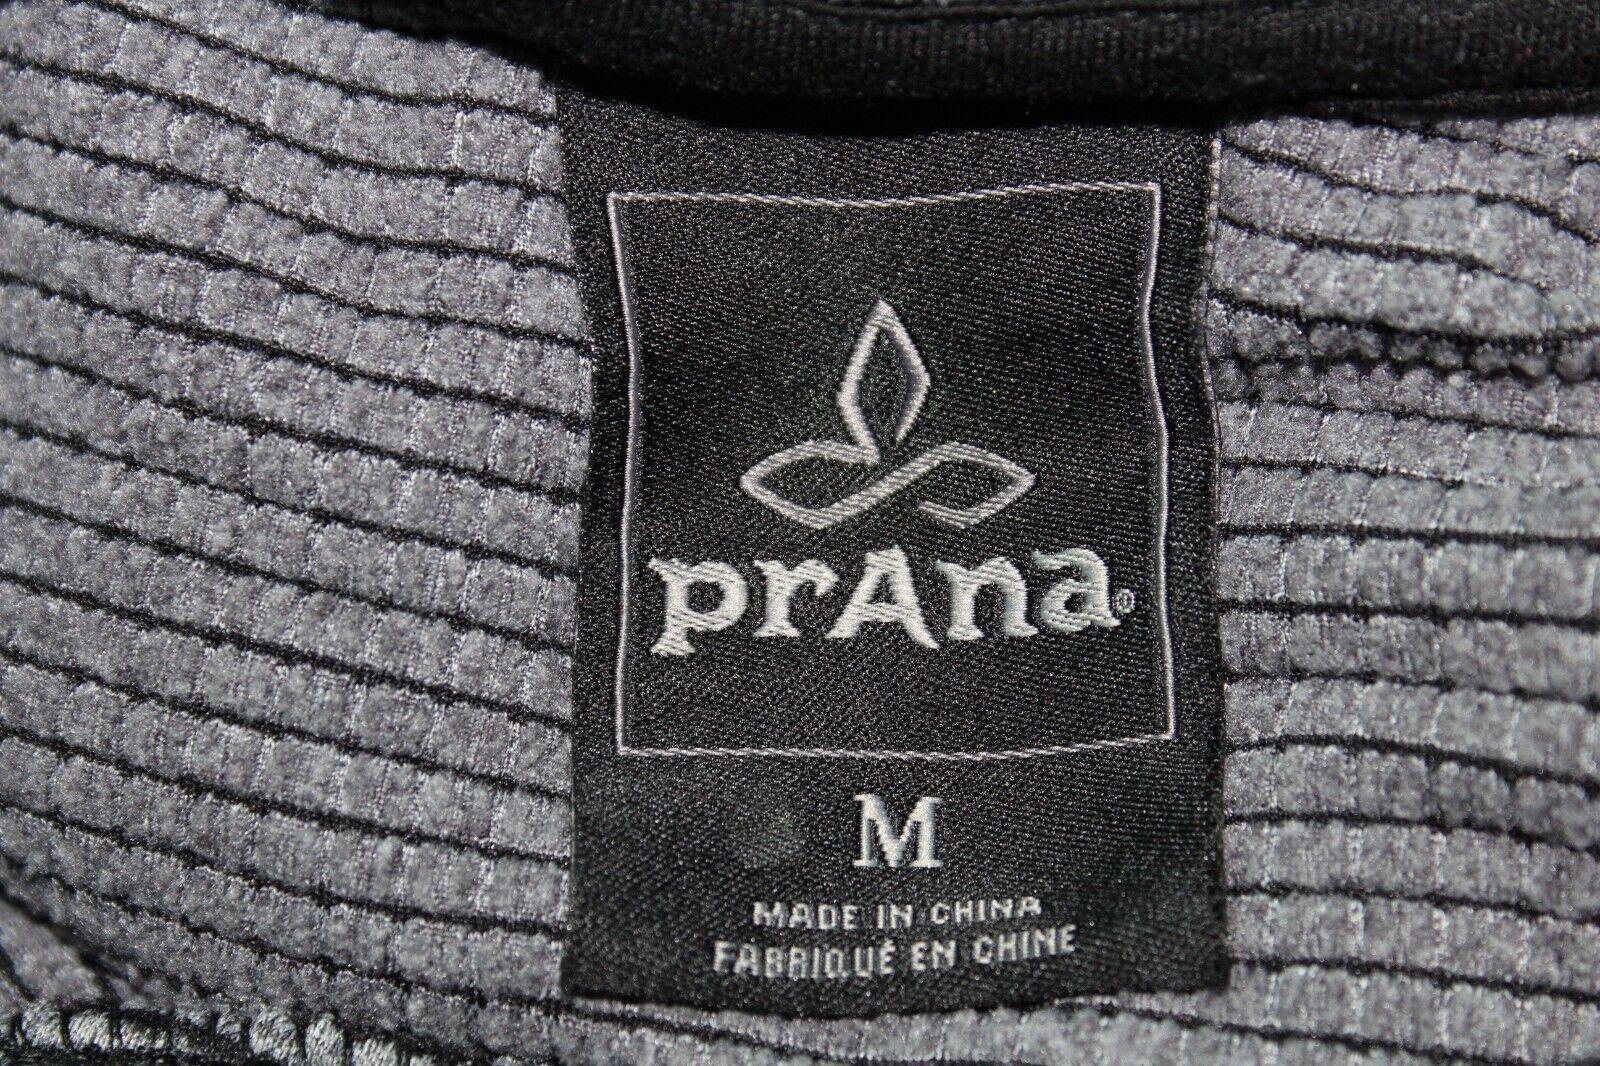 prAna®
M
MADE IN CHINA
FABRIQUÉ EN CHINE